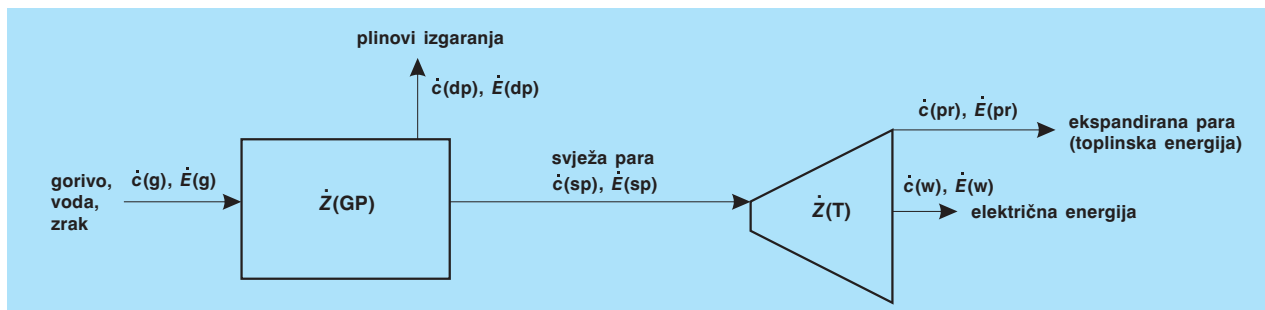 plinovi izgaranja
ċ(dp), Ė(dp)
gorivo,
voda,
zrak
ċ(g), Ė(g)
Ż(GP)
svježa para
ċ(sp), Ė(sp)
Ż(T)
ċ(pr), Ė(pr)
ekspandirana para
(toplinska energija)
ċ(w), Ė(w)
električna energija